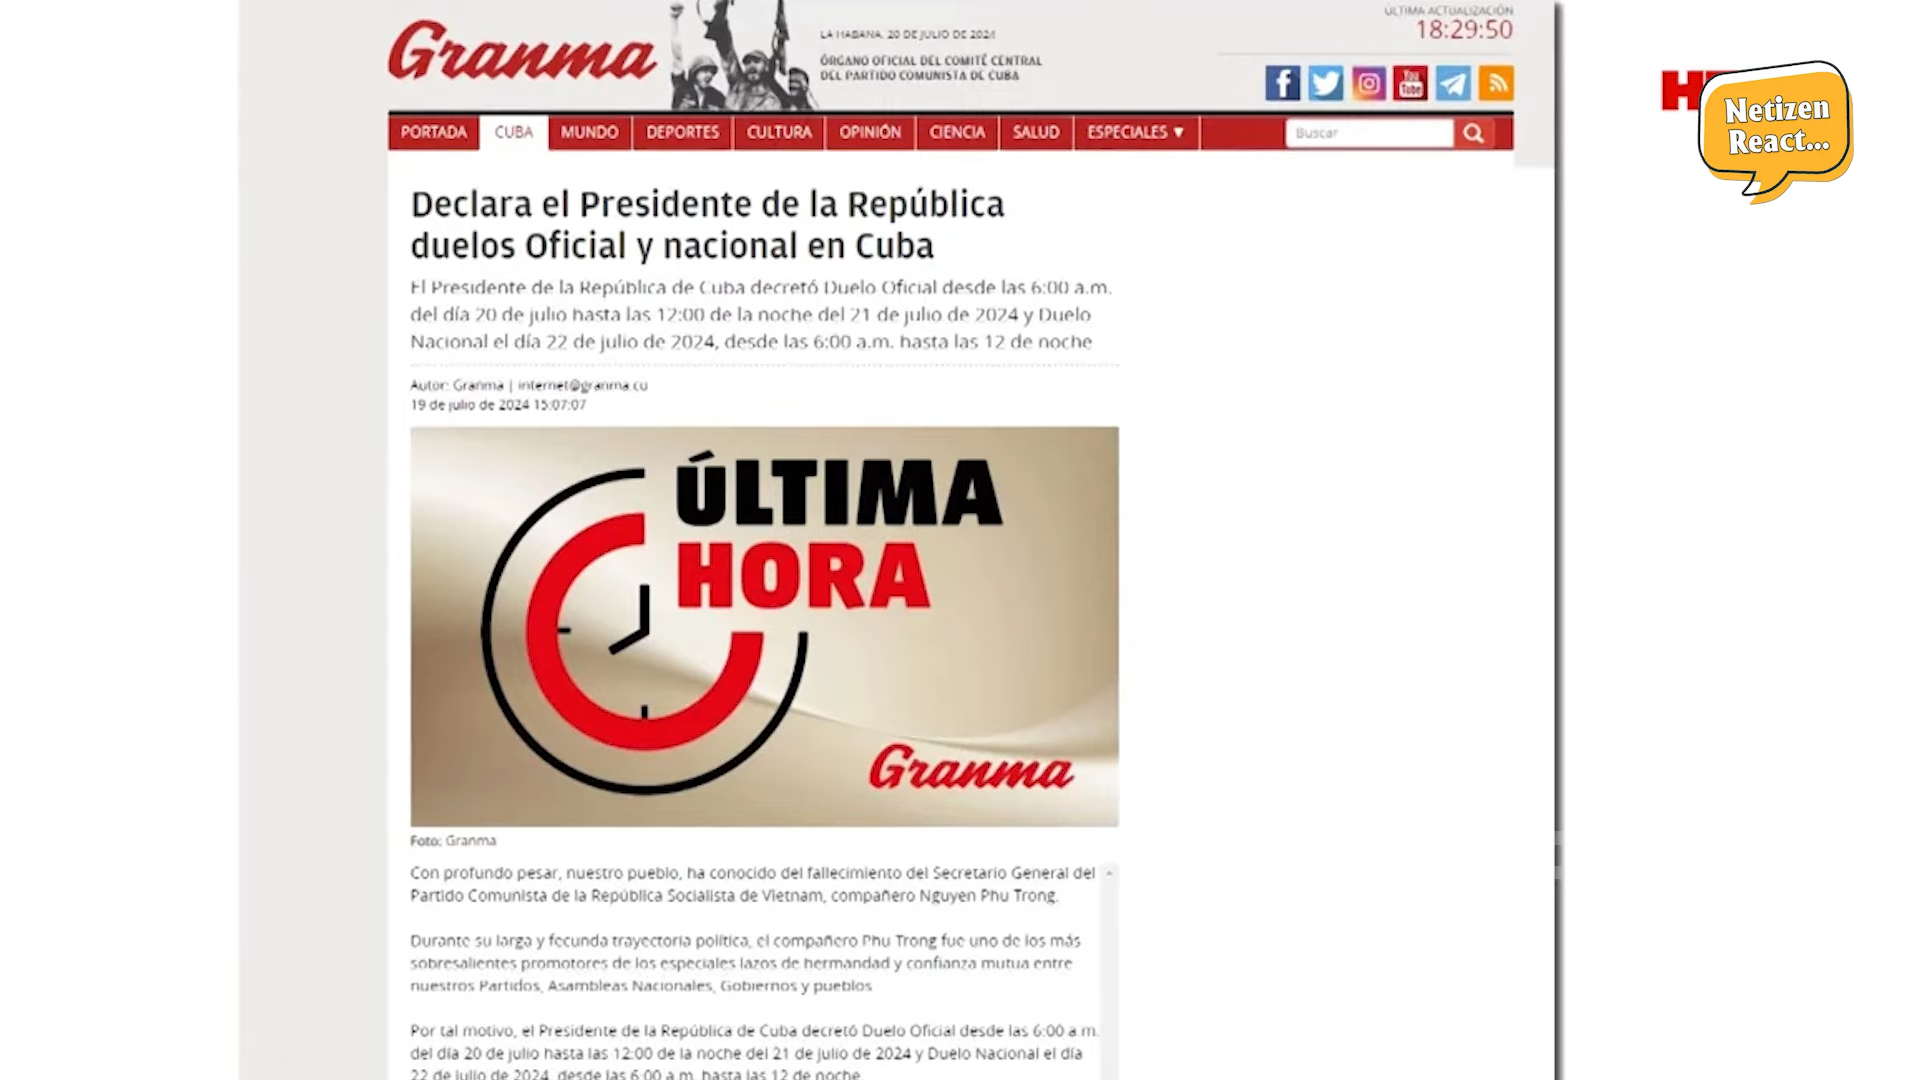 Granma
LA HABANA, 20 DE JULIO DE 2024
ÓRGANO OFICIAL DEL COMITÉ CENTRAL
DEL PARTIDO COMUNISTA DE CUBA
ÚLTIMA ACTUALIZACIÓN
18:29:50
You
Tube
Netizen
React...
PORTADA CUBA MUNDO DEPORTES CULTURA OPINIÓN CIENCIA SALUD ESPECIALES ▼ Buscar
Declara el Presidente de la República
duelos Oficial y nacional en Cuba
El Presidente de la República de Cuba decretó Duelo Oficial desde las 6:00 a.m.
del día 20 de julio hasta las 12:00 de la noche del 21 de julio de 2024 y Duelo
Nacional el día 22 de julio de 2024, desde las 6:00 a.m. hasta las 12 de noche
Autor: Granma | internet@granma.cu
19 de julio de 2024 15:07:07
ÚLTIMA
HORA
Granma
Foto: Granma
Con profundo pesar, nuestro pueblo, ha conocido del fallecimiento del Secretario General del
Partido Comunista de la República Socialista de Vietnam, compañero Nguyen Phu Trong.
Durante su larga y fecunda trayectoria política, el compañero Phu Trong fue uno de los más
sobresalientes promotores de los especiales lazos de hermandad y confianza mutua entre
nuestros Partidos, Asambleas Nacionales, Gobiernos y pueblos
Por tal motivo, el Presidente de la República de Cuba decretó Duelo Oficial desde las 6:00 a.m.
del día 20 de julio hasta las 12:00 de la noche del 21 de julio de 2024 y Duelo Nacional el día
22 de julio de 2024, desde las 6:00 a.m. hasta las 12 de noche.